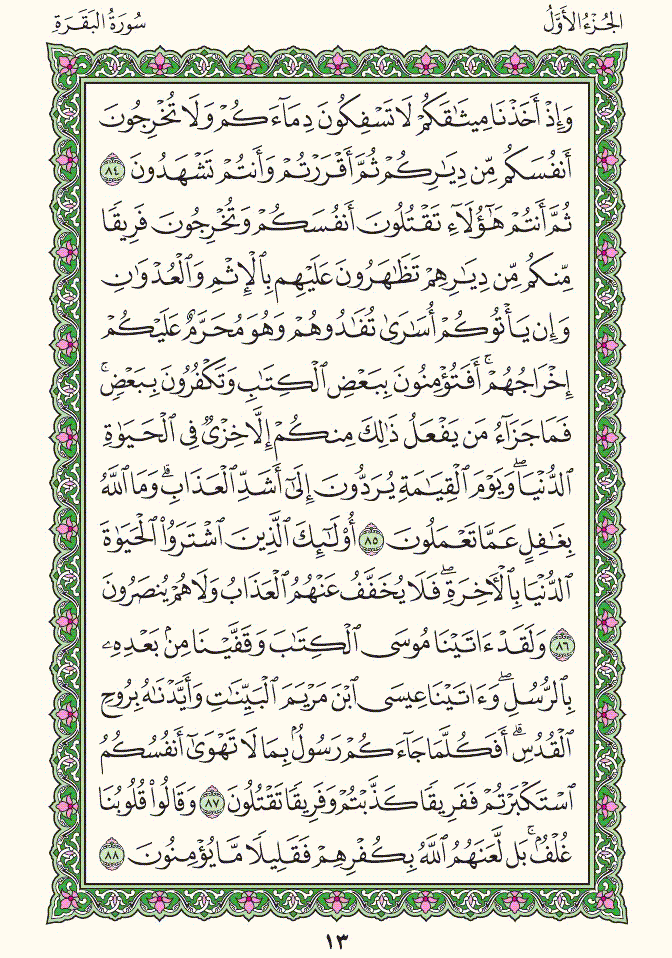 الجُزْءُ الأَوَّلُ
سُورَةُ البَقَرَةِ
وَإِذْ أَخَذْنَا مِيثَٰقَكُمْ لَا تَسْفِكُونَ دِمَآءَكُمْ وَلَا تُخْرِجُونَ
أَنفُسَكُم مِّن دِيَٰرِكُمْ ثُمَّ أَقْرَرْتُمْ وَأَنتُمْ تَشْهَدُونَ ٨٤
ثُمَّ أَنتُمْ هَٰٓؤُلَآءِ تَقْتُلُونَ أَنفُسَكُمْ وَتُخْرِجُونَ فَرِيقًا
مِّنكُم مِّن دِيَٰرِهِمْ تَظَٰهَرُونَ عَلَيْهِم بِٱلْإِثْمِ وَٱلْعُدْوَٰنِ
وَإِن يَأْتُوكُمْ أُسَٰرَىٰ تُفَٰدُوهُمْ وَهُوَ مُحَرَّمٌ عَلَيْكُمْ
إِخْرَاجُهُمْ ۚ أَفَتُؤْمِنُونَ بِبَعْضِ ٱلْكِتَٰبِ وَتَكْفُرُونَ بِبَعْضٍ ۚ
فَمَا جَزَآءُ مَن يَفْعَلُ ذَٰلِكَ مِنكُمْ إِلَّا خِزْىٌ فِى ٱلْحَيَوٰةِ
ٱلدُّنْيَا ۖ وَيَوْمَ ٱلْقِيَٰمَةِ يُرَدُّونَ إِلَىٰٓ أَشَدِّ ٱلْعَذَابِ ۗ وَمَا ٱللَّهُ
بِغَٰفِلٍ عَمَّا تَعْمَلُونَ ٨٥ أُو۟لَٰٓئِكَ ٱلَّذِينَ ٱشْتَرَوُا۟ ٱلْحَيَوٰةَ
ٱلدُّنْيَا بِٱلْـَٔاخِرَةِ ۖ فَلَا يُخَفَّفُ عَنْهُمُ ٱلْعَذَابُ وَلَا هُمْ يُنصَرُونَ
٨٦ وَلَقَدْ ءَاتَيْنَا مُوسَى ٱلْكِتَٰبَ وَقَفَّيْنَا مِنۢ بَعْدِهِۦ
بِٱلرُّسُلِ ۖ وَءَاتَيْنَا عِيسَى ٱبْنَ مَرْيَمَ ٱلْبَيِّنَٰتِ وَأَيَّدْنَٰهُ بِرُوحِ
ٱلْقُدُسِ ۗ أَفَكُلَّمَا جَآءَكُمْ رَسُولٌۢ بِمَا لَا تَهْوَىٰٓ أَنفُسُكُمُ
ٱسْتَكْبَرْتُمْ فَفَرِيقًا كَذَّبْتُمْ وَفَرِيقًا تَقْتُلُونَ ٨٧ وَقَالُوا۟ قُلُوبُنَا
غُلْفٌۢ ۚ بَل لَّعَنَهُمُ ٱللَّهُ بِكُفْرِهِمْ فَقَلِيلًا مَّا يُؤْمِنُونَ ٨٨
١٣